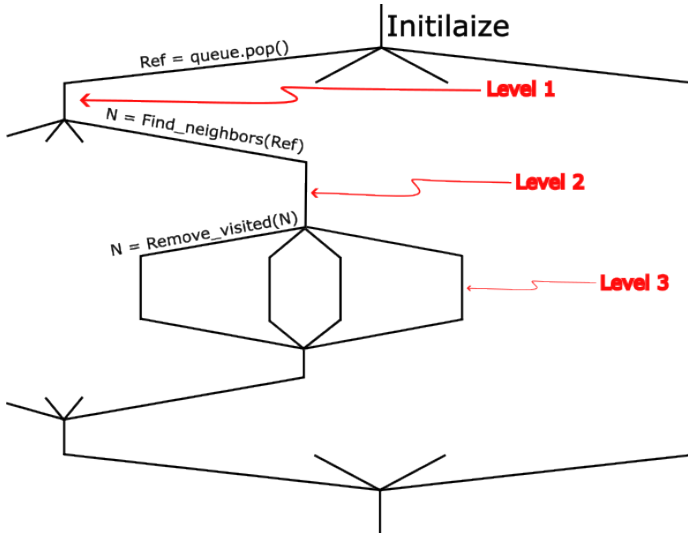 Initilaize
Ref = queue.pop()
Level 1
N = Find_neighbors(Ref)
Level 2
N = Remove_visited(N)
Level 3